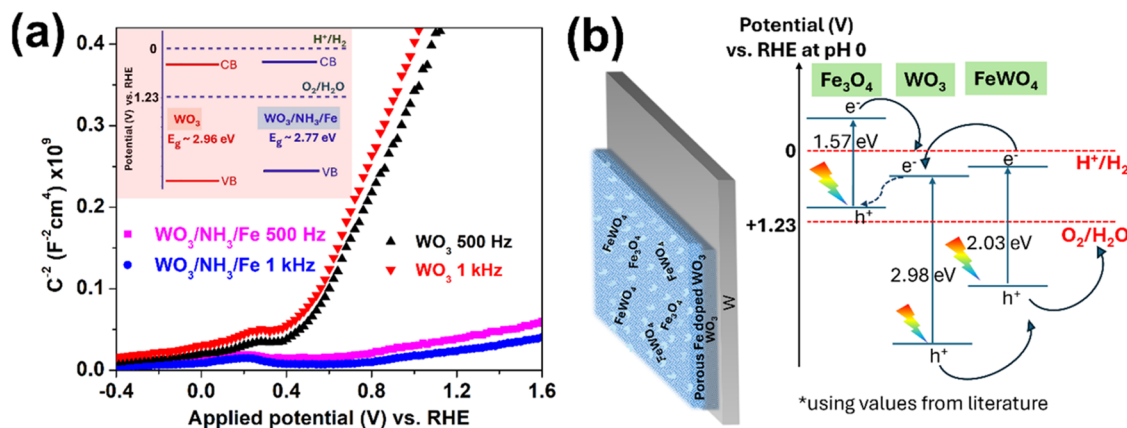 (a)
C⁻² (F⁻²cm⁴) x10⁹
0.4
0.3
0.2
0.1
0.0
-0.4
0.0
0.4
0.8
1.2
1.6
Applied potential (V) vs. RHE
Potential (V) vs. RHE
0
1.23
H⁺/H₂
CB
CB
O₂/H₂O
WO₃
E_g ~ 2.96 eV
WO₃/NH₃/Fe
E_g ~ 2.77 eV
VB
VB
WO₃/NH₃/Fe 500 Hz
WO₃/NH₃/Fe 1 kHz
WO₃ 500 Hz
WO₃ 1 kHz
(b)
FeWO₄
Fe₃O₄
FeWO₄
FeWO₄
Fe₃O₄
FeWO₄
Porous Fe doped WO₃
WO₃
W
Potential (V)
vs. RHE at pH 0
Fe₃O₄
WO₃
FeWO₄
e⁻
1.57 eV
0
e⁻
e⁻
H⁺/H₂
h⁺
+1.23
O₂/H₂O
2.03 eV
2.98 eV
h⁺
h⁺
*using values from literature